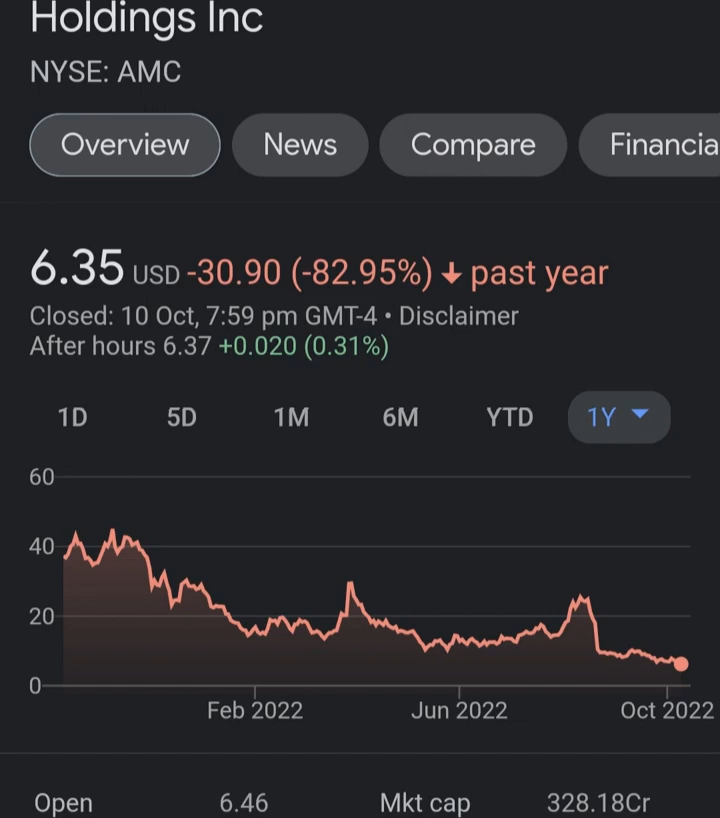 Holdings Inc
NYSE: AMC
Overview News Compare Financia
6.35 USD -30.90 (-82.95%) ↓ past year
Closed: 10 Oct, 7:59 pm GMT-4 • Disclaimer
After hours 6.37 +0.020 (0.31%)
1D 5D 1M 6M YTD 1Y
60
40
20
0
Feb 2022 Jun 2022 Oct 2022
Open 6.46 Mkt cap 328.18Cr